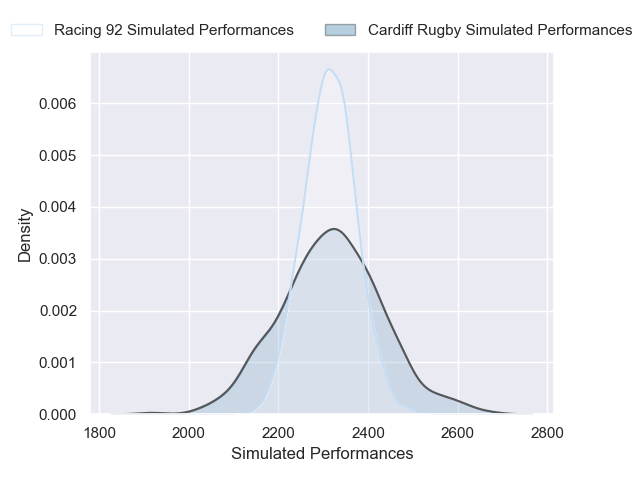 Racing 92 Simulated Performances
Cardiff Rugby Simulated Performances
0.006
0.005
0.004
0.003
0.002
0.001
0.000
Density
1800 2000 2200 2400 2600 2800
Simulated Performances